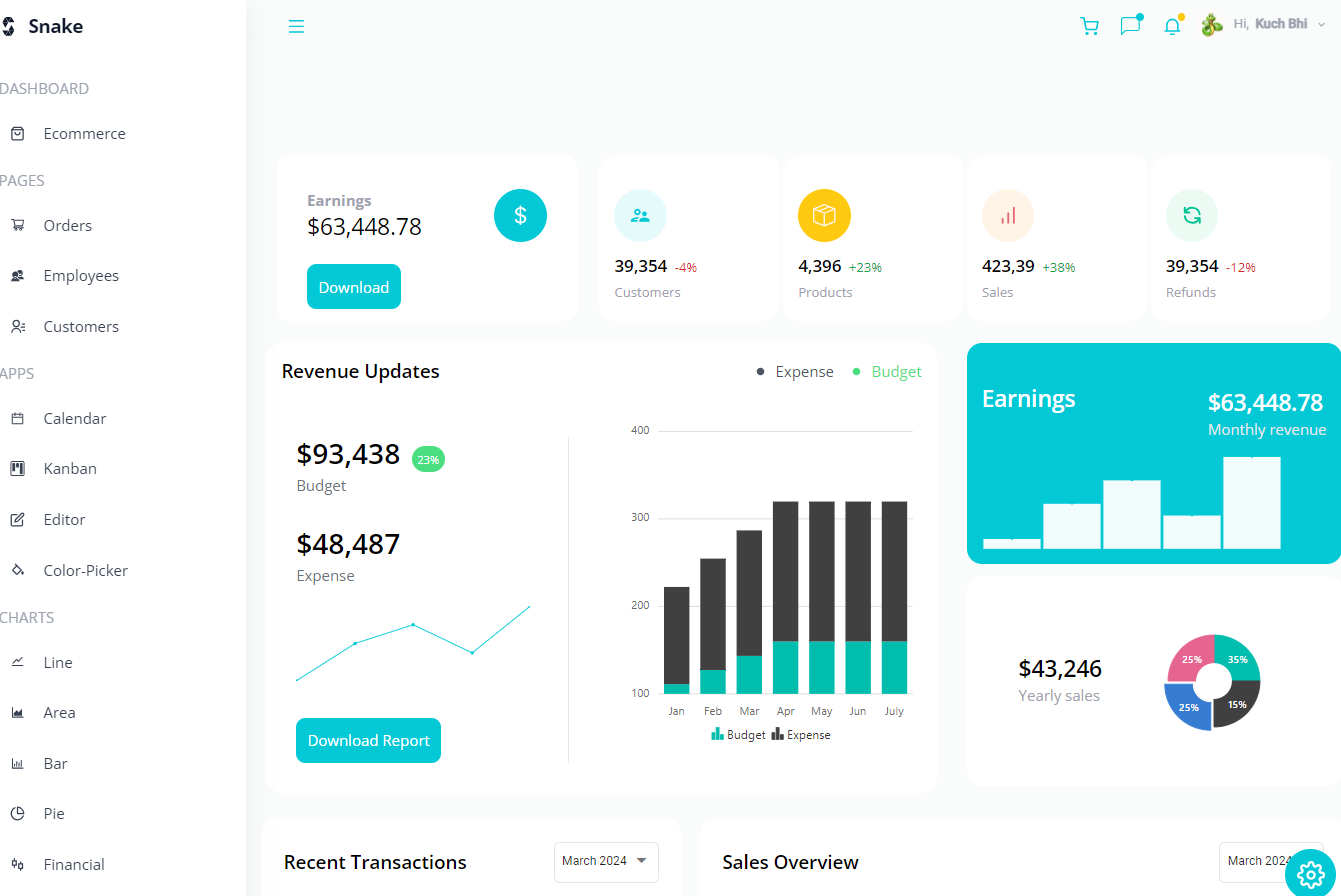 Snake
DASHBOARD
Ecommerce
PAGES
Orders
Employees
Customers
APPS
Calendar
Kanban
Editor
Color-Picker
CHARTS
Line
Area
Bar
Pie
Financial
Hi, Kuch Bhi
Earnings
$63,448.78
$
Download
39,354 -4%
Customers
4,396 +23%
Products
423,39 +38%
Sales
39,354 -12%
Refunds
Revenue Updates
Expense
Budget
$93,438 23%
Budget
$48,487
Expense
Download Report
400
300
200
100
Jan Feb Mar Apr May Jun July
Budget Expense
Earnings
$63,448.78
Monthly revenue
$43,246
Yearly sales
25% 35%
25% 15%
Recent Transactions
March 2024
Sales Overview
March 2024